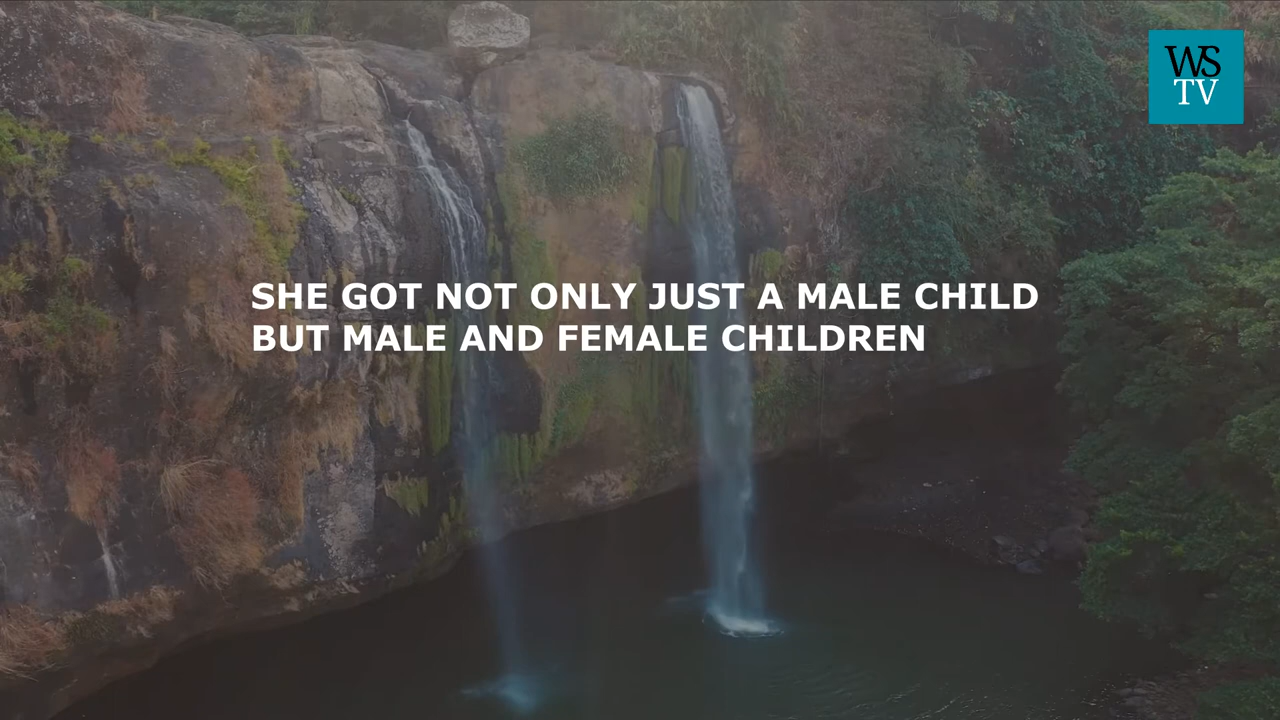 WS
TV
SHE GOT NOT ONLY JUST A MALE CHILD
BUT MALE AND FEMALE CHILDREN